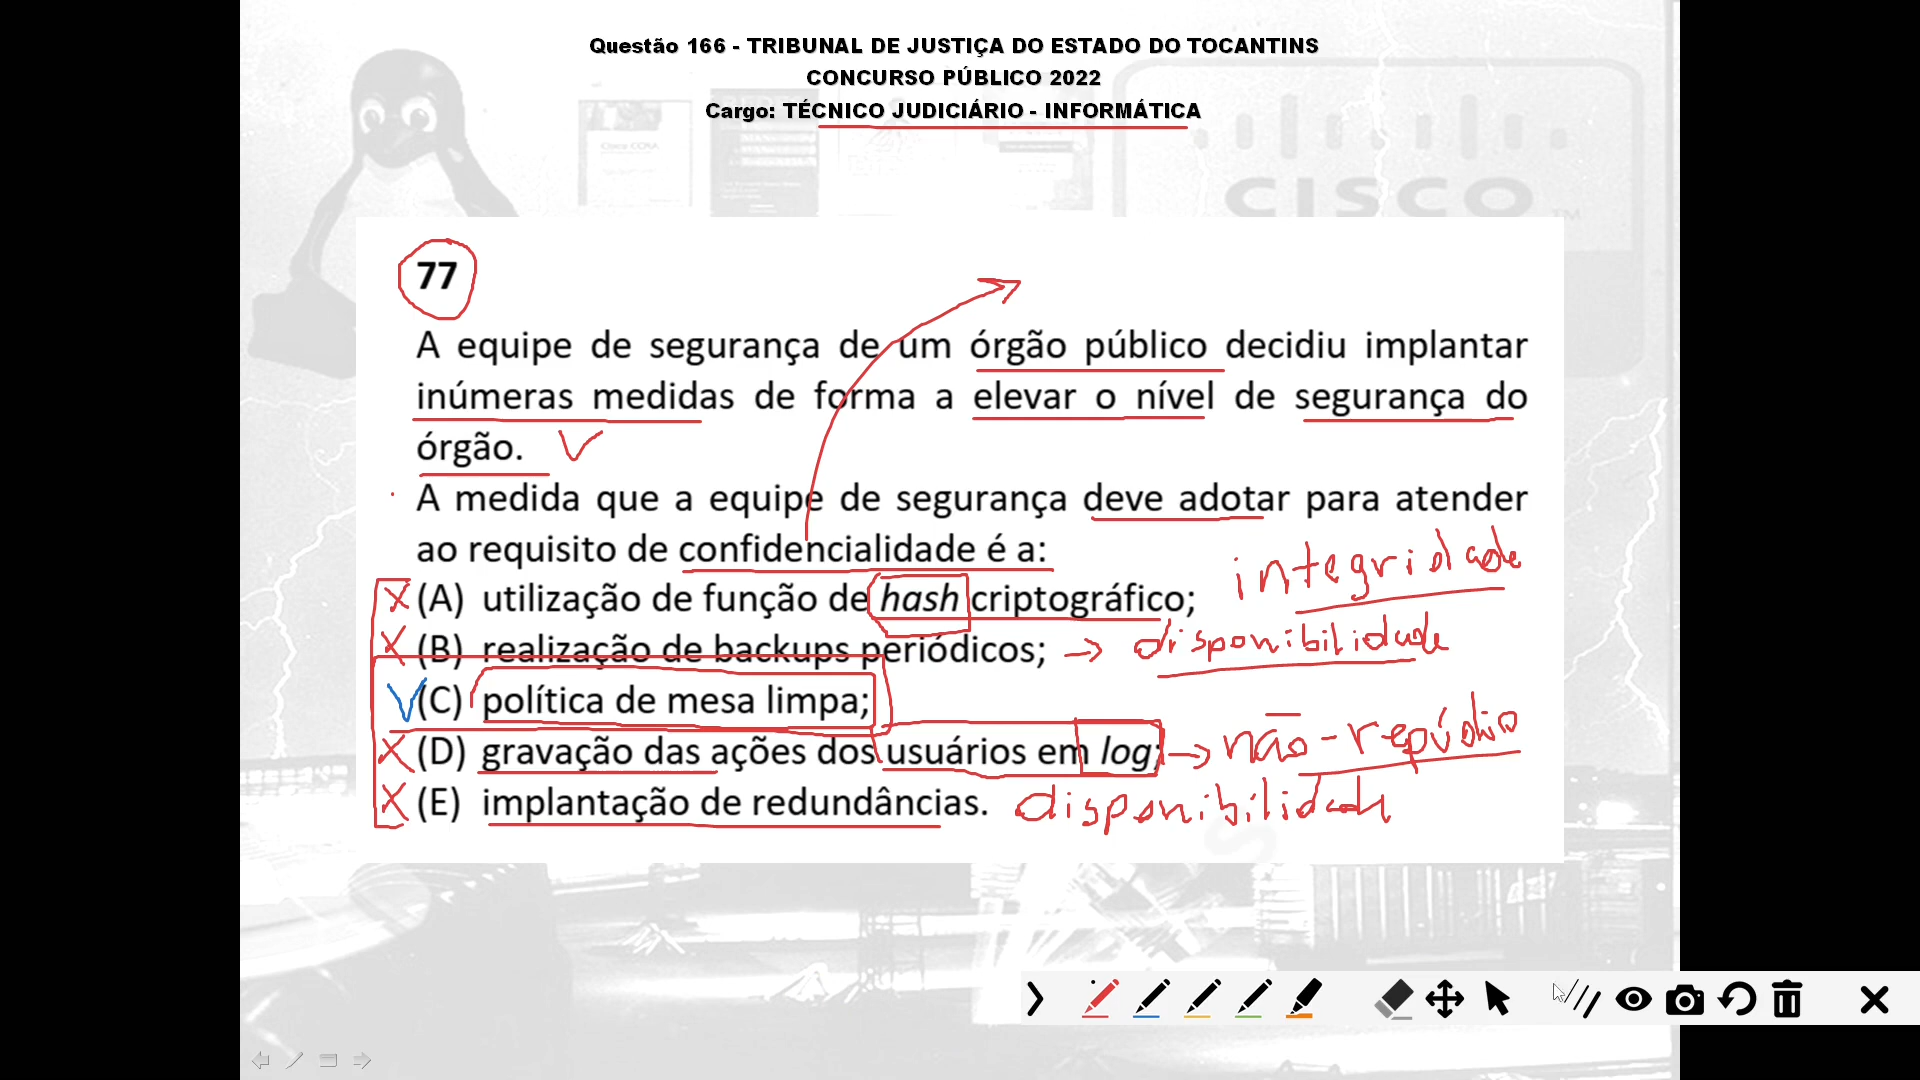 Questão 166 - TRIBUNAL DE JUSTIÇA DO ESTADO DO TOCANTINS
CONCURSO PÚBLICO 2022
Cargo: TÉCNICO JUDICIÁRIO - INFORMÁTICA
Cisco CCNA
CISCO
TM
77
A equipe de segurança de um órgão público decidiu implantar
inúmeras medidas de forma a elevar o nível de segurança do
órgão.
A medida que a equipe de segurança deve adotar para atender
ao requisito de confidencialidade é a:
(A) utilização de função de hash criptográfico; integridade
(B) realização de backups periódicos; → disponibilidade
(C) política de mesa limpa;
(D) gravação das ações dos usuários em log; → não-repúdio
(E) implantação de redundâncias. disponibilidade